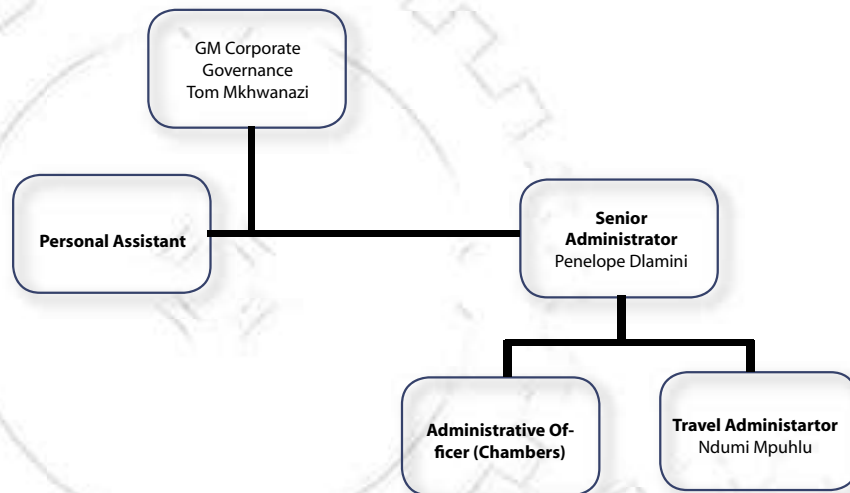 GM Corporate
Governance
Tom Mkhwanazi
Personal Assistant
Senior
Administrator
Penelope Dlamini
Administrative Of-
ficer (Chambers)
Travel Administartor
Ndumi Mpuhlu